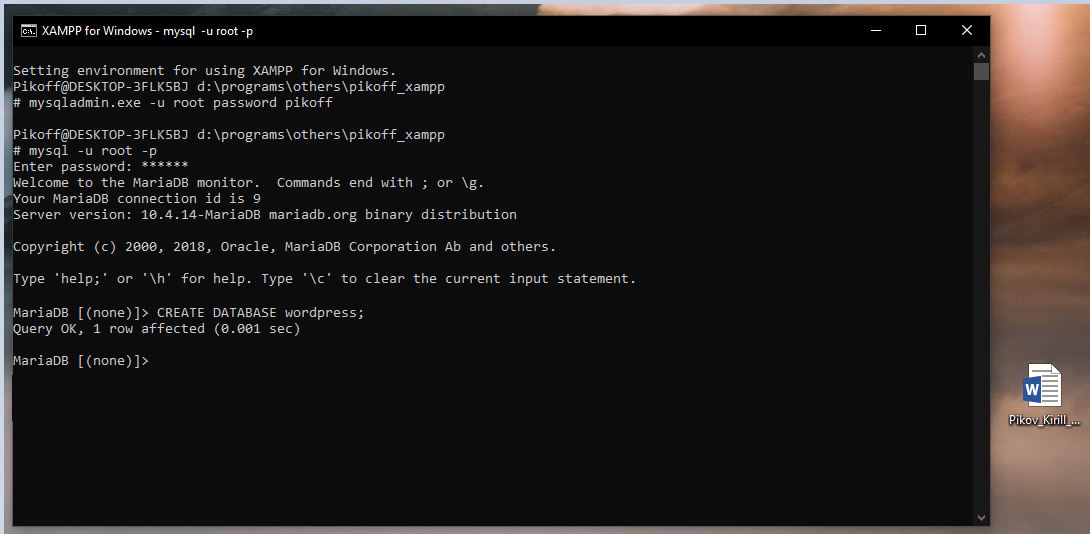 XAMPP for Windows - mysql  -u root -p
Setting environment for using XAMPP for Windows.
Pikoff@DESKTOP-3FLK5BJ d:\programs\others\pikoff_xampp
# mysqladmin.exe -u root password pikoff
Pikoff@DESKTOP-3FLK5BJ d:\programs\others\pikoff_xampp
# mysql -u root -p
Enter password: ******
Welcome to the MariaDB monitor.  Commands end with ; or \g.
Your MariaDB connection id is 9
Server version: 10.4.14-MariaDB mariadb.org binary distribution
Copyright (c) 2000, 2018, Oracle, MariaDB Corporation Ab and others.
Type 'help;' or '\h' for help. Type '\c' to clear the current input statement.
MariaDB [(none)]> CREATE DATABASE wordpress;
Query OK, 1 row affected (0.001 sec)
MariaDB [(none)]>
W
Pikov_Kirill_...